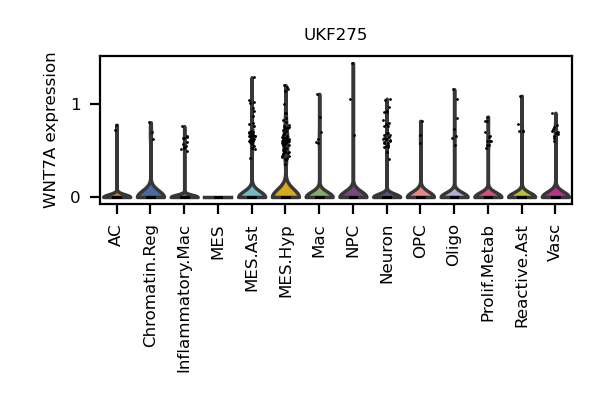 UKF275
WNT7A expression
1
0
AC
Chromatin.Reg
Inflammatory.Mac
MES
MES.Ast
MES.Hyp
Mac
NPC
Neuron
OPC
Oligo
Prolif.Metab
Reactive.Ast
Vasc